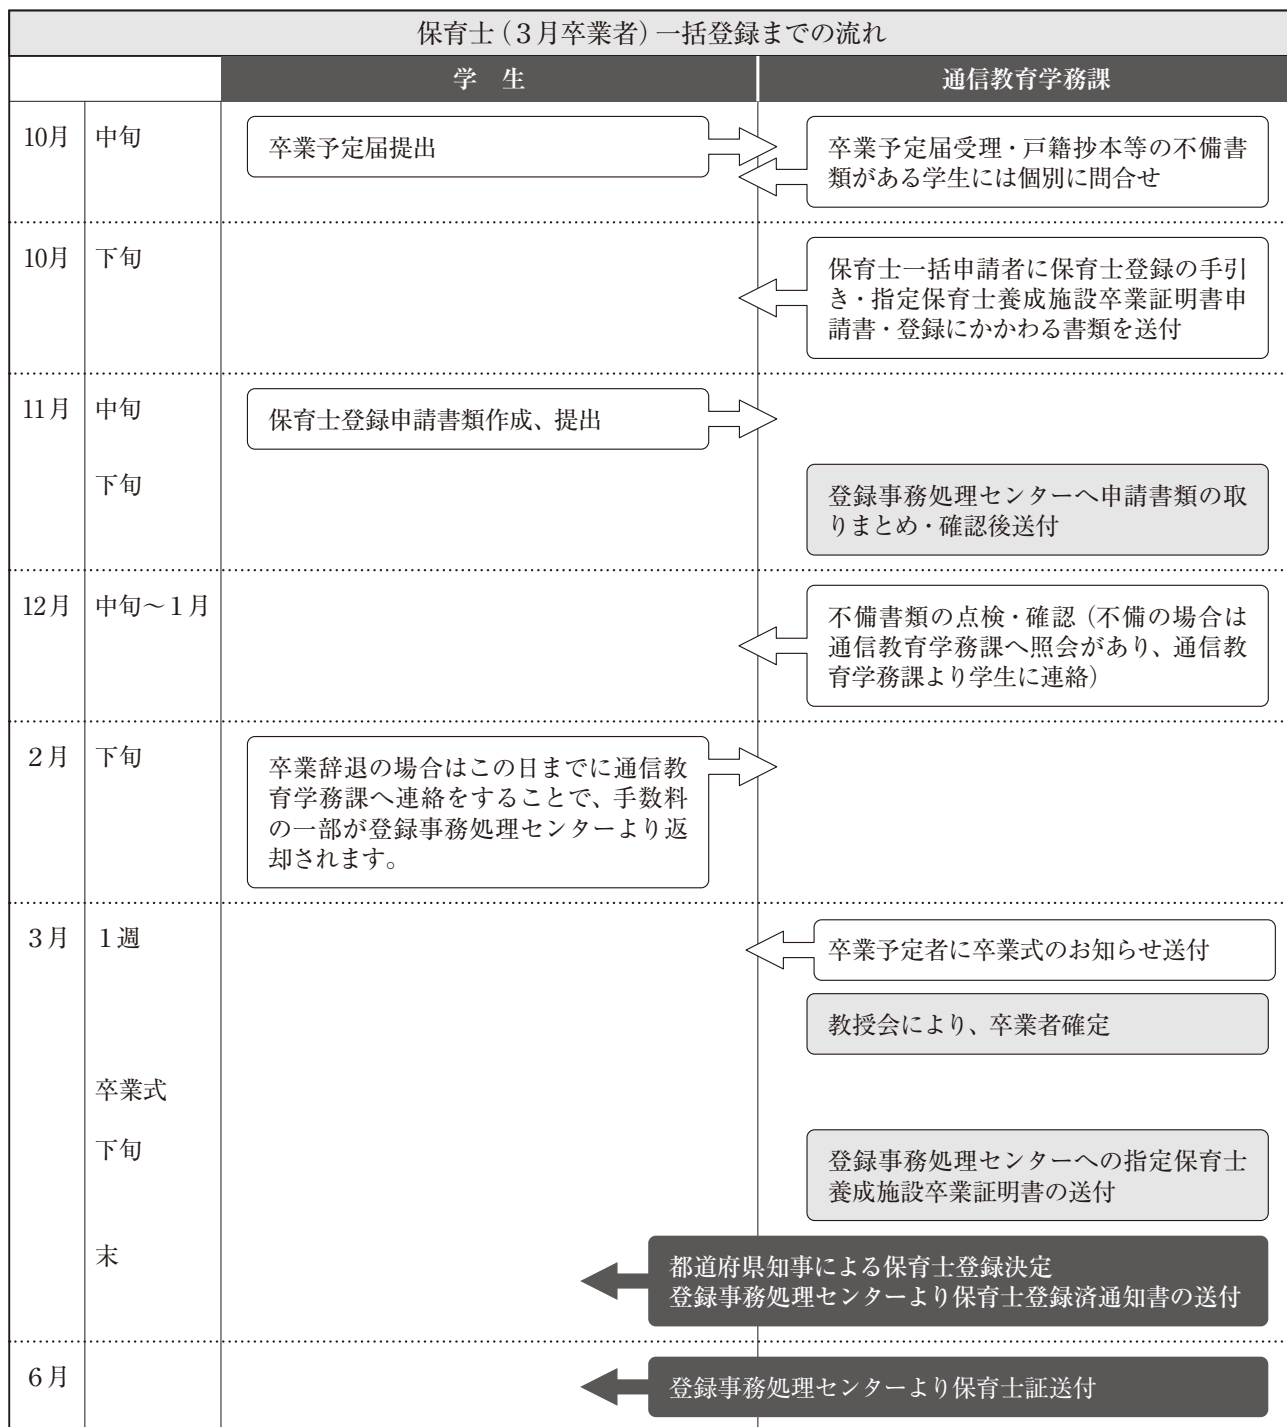 保育士（３月卒業者）一括登録までの流れ
学　生
通信教育学務課
10月
中旬
卒業予定届提出
卒業予定届受理・戸籍抄本等の不備書
類がある学生には個別に問合せ
10月
下旬
保育士一括申請者に保育士登録の手引
き・指定保育士養成施設卒業証明書申
請書・登録にかかわる書類を送付
11月
中旬
保育士登録申請書類作成、提出
下旬
登録事務処理センターへ申請書類の取
りまとめ・確認後送付
12月
中旬～１月
不備書類の点検・確認（不備の場合は
通信教育学務課へ照会があり、通信教
育学務課より学生に連絡）
２月
下旬
卒業辞退の場合はこの日までに通信教
育学務課へ連絡をすることで、手数料
の一部が登録事務処理センターより返
却されます。
３月
１週
卒業予定者に卒業式のお知らせ送付
教授会により、卒業者確定
卒業式
下旬
登録事務処理センターへの指定保育士
養成施設卒業証明書の送付
末
都道府県知事による保育士登録決定
登録事務処理センターより保育士登録済通知書の送付
６月
登録事務処理センターより保育士証送付